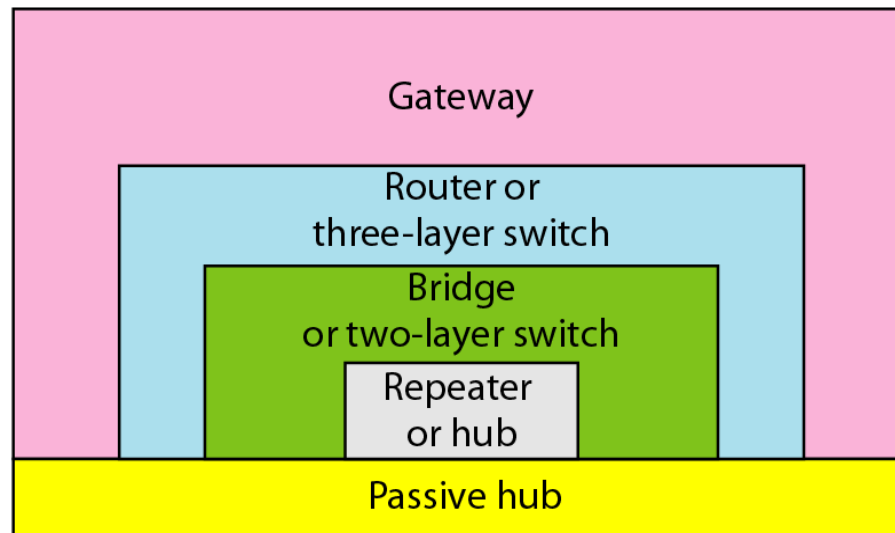 Gateway
Router or
three-layer switch
Bridge
or two-layer switch
Repeater
or hub
Passive hub